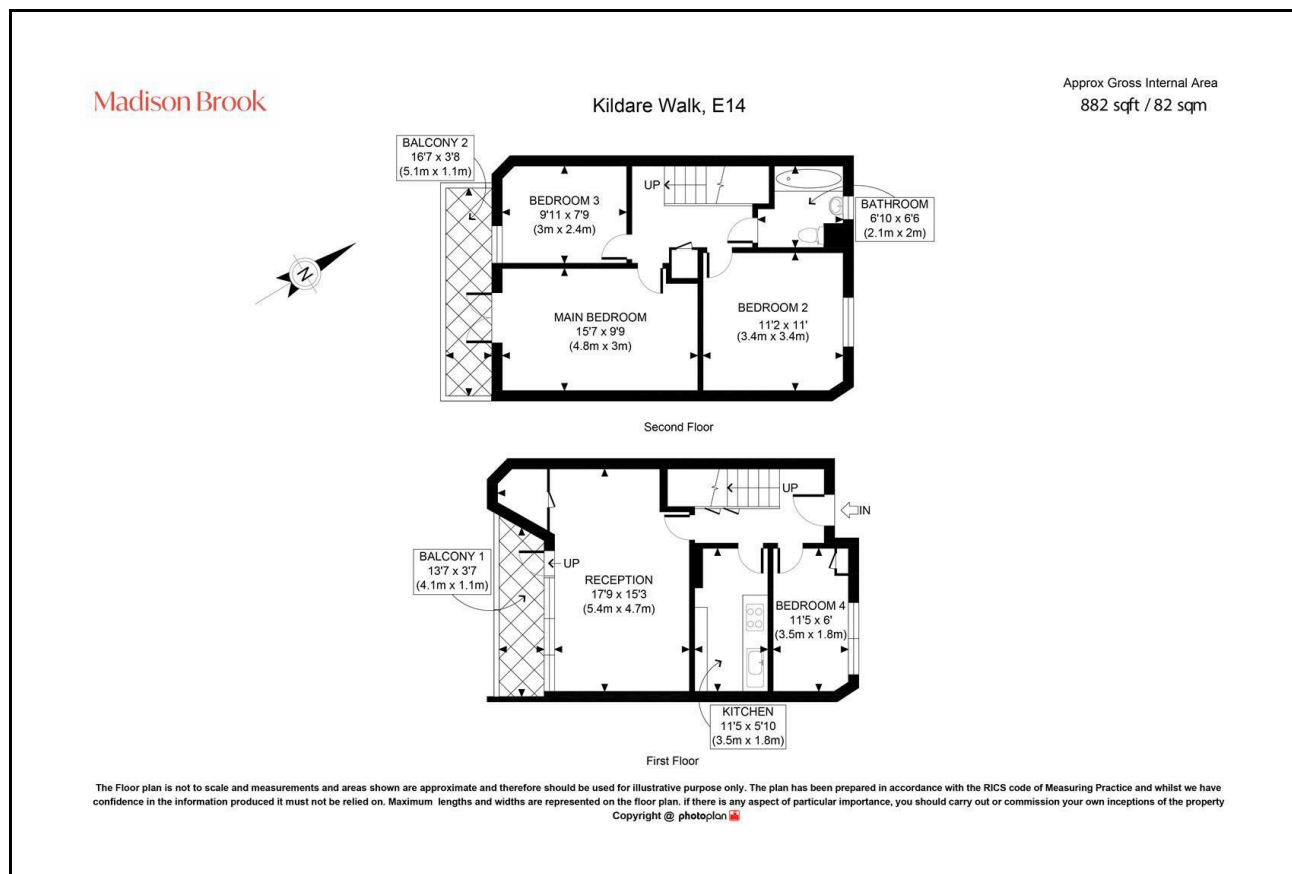 Madison Brook
Kildare Walk, E14
Approx Gross Internal Area
882 sqft / 82 sqm
BALCONY 2
16'7 x 3'8
(5.1m x 1.1m)
BEDROOM 3
9'11 x 7'9
(3m x 2.4m)
UP
BATHROOM
6'10 x 6'6
(2.1m x 2m)
N
MAIN BEDROOM
15'7 x 9'9
(4.8m x 3m)
BEDROOM 2
11'2 x 11'
(3.4m x 3.4m)
Second Floor
UP
IN
BALCONY 1
13'7 x 3'7
(4.1m x 1.1m)
UP
RECEPTION
17'9 x 15'3
(5.4m x 4.7m)
BEDROOM 4
11'5 x 6'
(3.5m x 1.8m)
KITCHEN
11'5 x 5'10
(3.5m x 1.8m)
First Floor
The Floor plan is not to scale and measurements and areas shown are approximate and therefore should be used for illustrative purpose only. The plan has been prepared in accordance with the RICS code of Measuring Practice and whilst we have
confidence in the information produced it must not be relied on. Maximum lengths and widths are represented on the floor plan. if there is any aspect of particular importance, you should carry out or commission your own inceptions of the property
Copyright @ photoplan